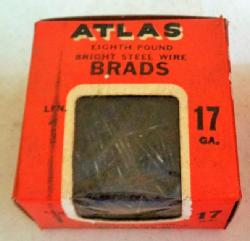 ATLAS
EIGHTH POUND
BRIGHT STEEL WIRE
BRADS
LEN.
17
GA.
17